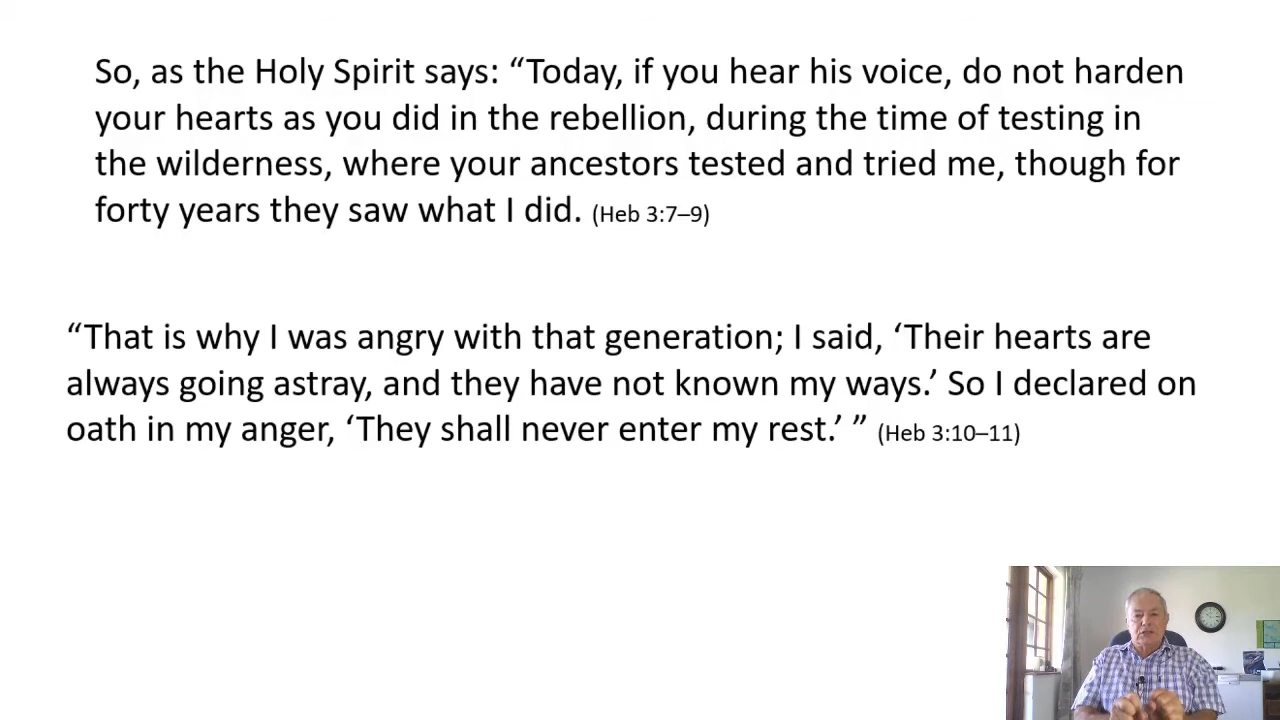 So, as the Holy Spirit says: “Today, if you hear his voice, do not harden
your hearts as you did in the rebellion, during the time of testing in
the wilderness, where your ancestors tested and tried me, though for
forty years they saw what I did. (Heb 3:7–9)
“That is why I was angry with that generation; I said, ‘Their hearts are
always going astray, and they have not known my ways.’ So I declared on
oath in my anger, ‘They shall never enter my rest.’ ” (Heb 3:10–11)